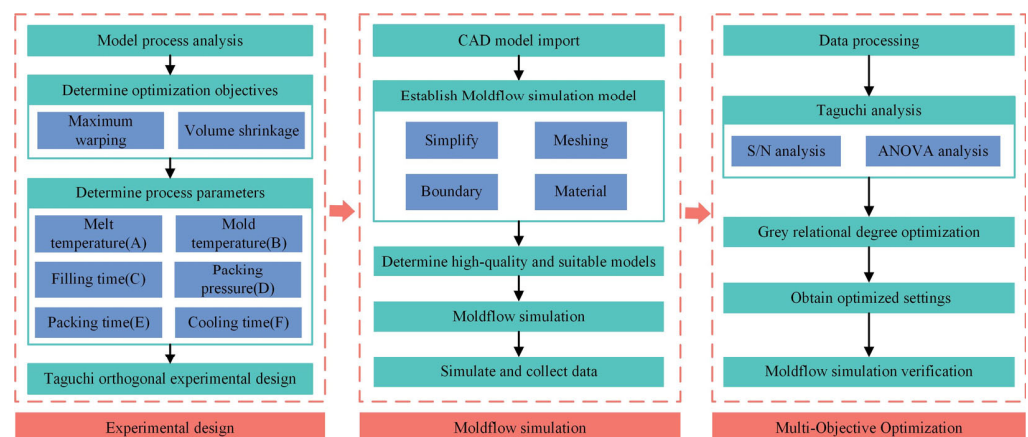 Model process analysis
Determine optimization objectives
Maximum
warping
Volume shrinkage
Determine process parameters
Melt
temperature(A)
Mold
temperature(B)
Filling time(C)
Packing
pressure(D)
Packing time(E)
Cooling time(F)
Taguchi orthogonal experimental design
Experimental design
CAD model import
Establish Moldflow simulation model
Simplify
Meshing
Boundary
Material
Determine high-quality and suitable models
Moldflow simulation
Simulate and collect data
Moldflow simulation
Data processing
Taguchi analysis
S/N analysis
ANOVA analysis
Grey relational degree optimization
Obtain optimized settings
Moldflow simulation verification
Multi-Objective Optimization